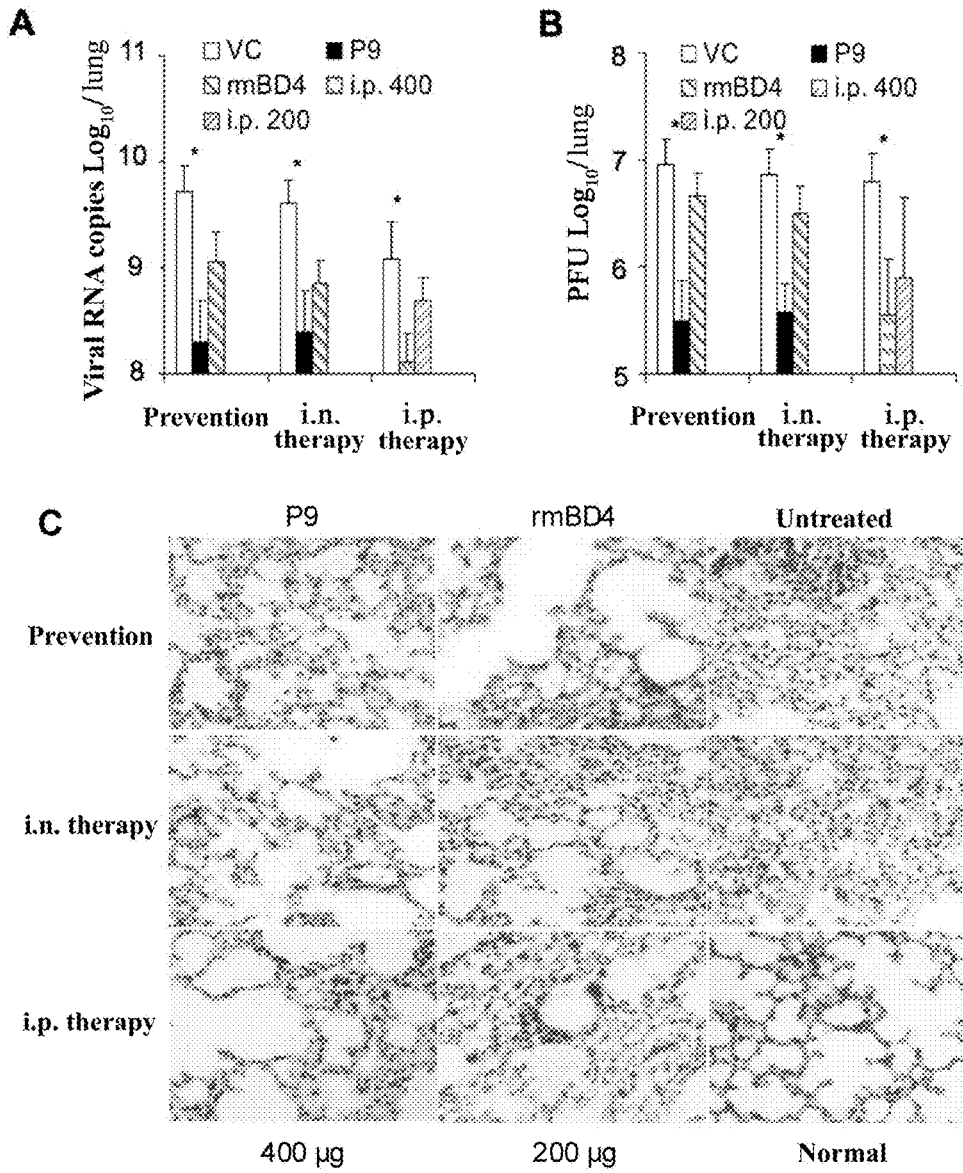 A
VC P9
rmBD4 i.p. 400
i.p. 200
Viral RNA copies Log10/lung
11
10
9
8
* * *
Prevention i.n. therapy i.p. therapy
B
VC P9
rmBD4 i.p. 400
i.p. 200
PFU Log10/lung
8
7
6
5
* * *
Prevention i.n. therapy i.p. therapy
C
P9 rmBD4 Untreated
Prevention
i.n. therapy
i.p. therapy
400 µg 200 µg Normal